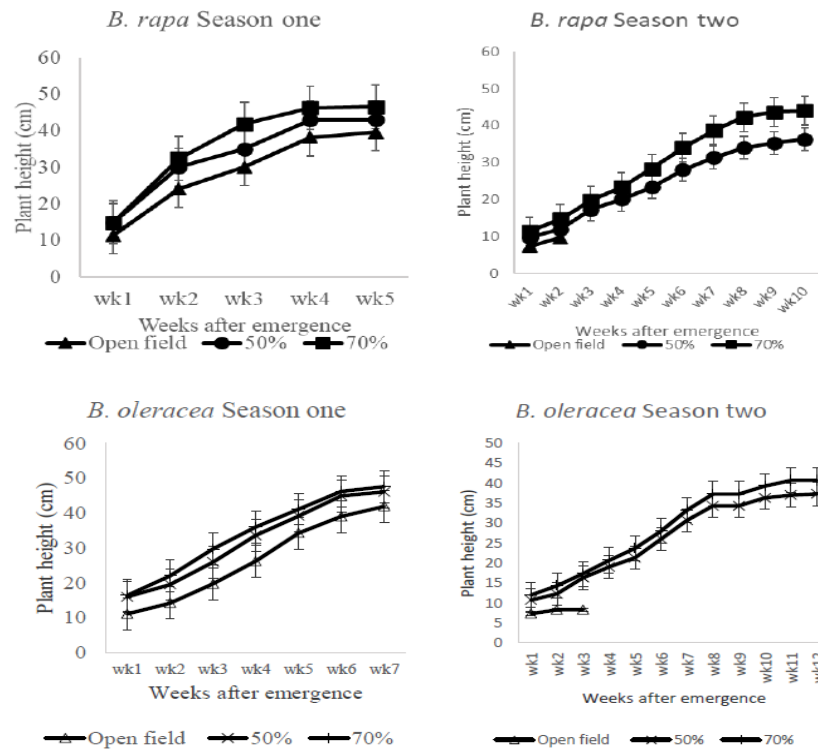 B. rapa Season one
Plant height (cm)
60
50
40
30
20
10
0
wk1 wk2 wk3 wk4 wk5
Weeks after emergence
Open field 50% 70%
B. rapa Season two
Plant height (cm)
60
50
40
30
20
10
0
wk1 wk2 wk3 wk4 wk5 wk6 wk7 wk8 wk9 wk10
Weeks after emergence
Open field 50% 70%
B. oleracea Season one
Plant height (cm)
60
50
40
30
20
10
0
wk1 wk2 wk3 wk4 wk5 wk6 wk7
Weeks after emergence
Open field 50% 70%
B. oleracea Season two
Plant height (cm)
50
45
40
35
30
25
20
15
10
5
0
wk1 wk2 wk3 wk4 wk5 wk6 wk7 wk8 wk9 wk10 wk11 wk12
Weeks after emergence
Open field 50% 70%